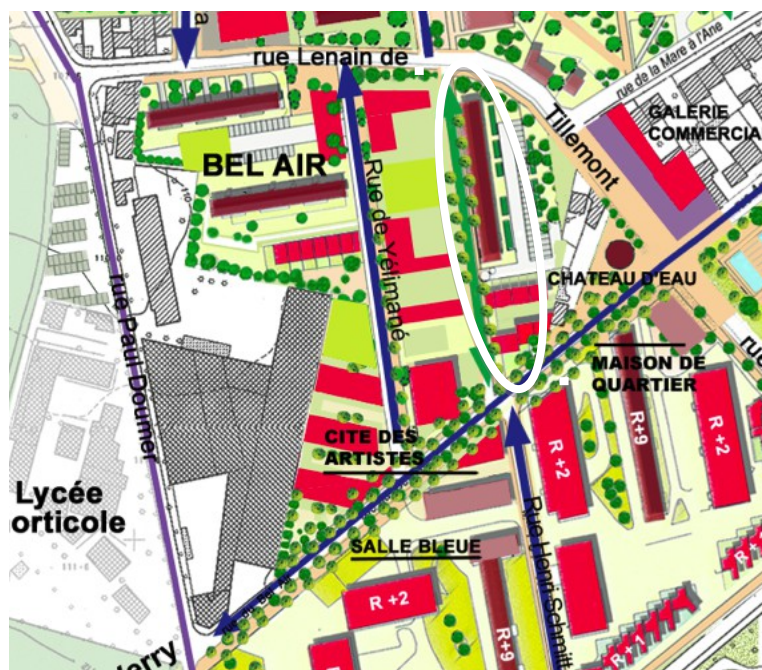 rue Lenain de
Tillemont
rue de la Mare à l'Ane
GALERIE
COMMERCIA
BEL AIR
Rue de Yélimané
rue Paul Doumer
CHATEAU D'EAU
MAISON DE
QUARTIER
rue
CITE DES
ARTISTES
R+2
R+9
R+2
Lycée
orticole
SALLE BLEUE
Rue Henri Schmitt
R+2
R+9
R+1